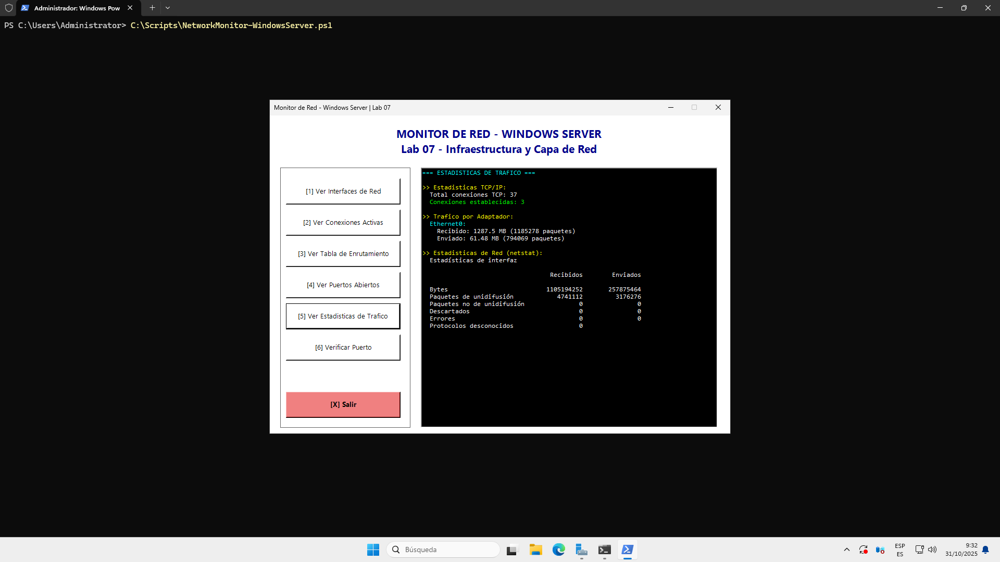 Administrador: Windows Pow
PS C:\Users\Administrator> C:\Scripts\NetworkMonitor-WindowsServer.ps1
Monitor de Red - Windows Server | Lab 07
MONITOR DE RED - WINDOWS SERVER
Lab 07 - Infraestructura y Capa de Red
[1] Ver Interfaces de Red
[2] Ver Conexiones Activas
[3] Ver Tabla de Enrutamiento
[4] Ver Puertos Abiertos
[5] Ver Estadisticas de Trafico
[6] Verificar Puerto
[X] Salir
=== ESTADISTICAS DE TRAFICO ===
>> Estadisticas TCP/IP:
Total conexiones TCP: 37
Conexiones establecidas: 3
>> Trafico por Adaptador:
Ethernet0:
Recibido: 1287.5 MB (1185278 paquetes)
Enviado: 61.48 MB (794069 paquetes)
>> Estadisticas de Red (netstat):
Estadísticas de interfaz
Recibidos Enviados
Bytes 1105194252 257875464
Paquetes de unidifusión 4741112 3176276
Paquetes no de unidifusión 0 0
Descartados 0 0
Errores 0 0
Protocolos desconocidos 0
Búsqueda
ESP
ES
9:32
31/10/2025